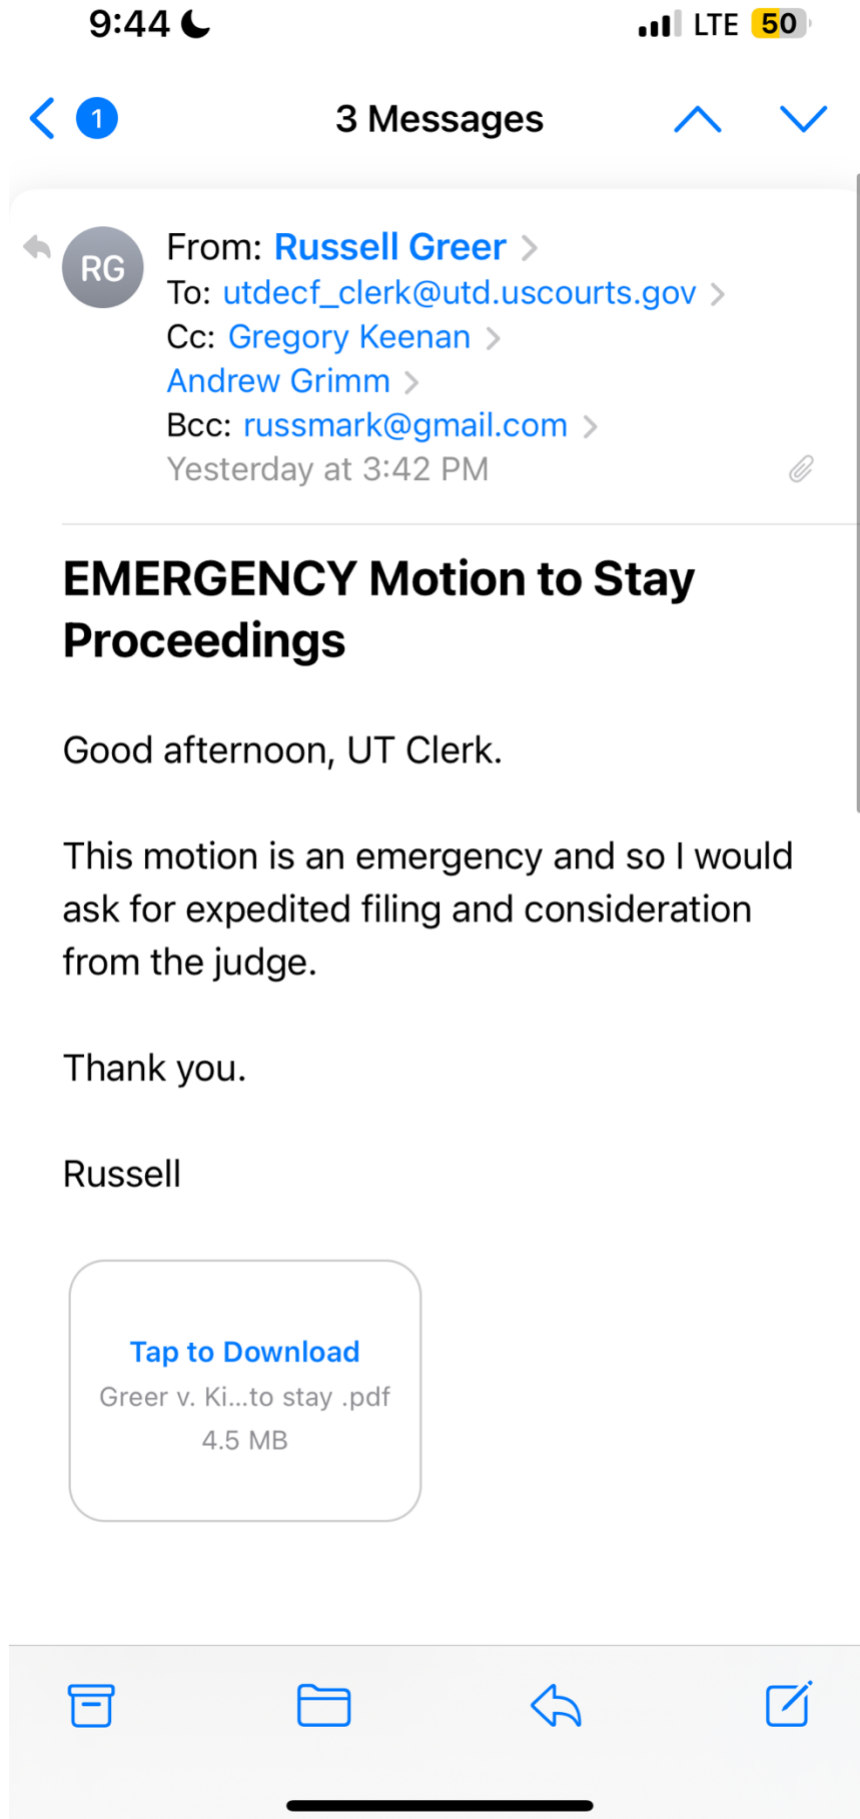 9:44 LTE 50
1 3 Messages
RG
From: Russell Greer
To: utdecf_clerk@utd.uscourts.gov
Cc: Gregory Keenan
Andrew Grimm
Bcc: russmark@gmail.com
Yesterday at 3:42 PM
EMERGENCY Motion to Stay
Proceedings
Good afternoon, UT Clerk.
This motion is an emergency and so I would
ask for expedited filing and consideration
from the judge.
Thank you.
Russell
Tap to Download
Greer v. Ki...to stay .pdf
4.5 MB